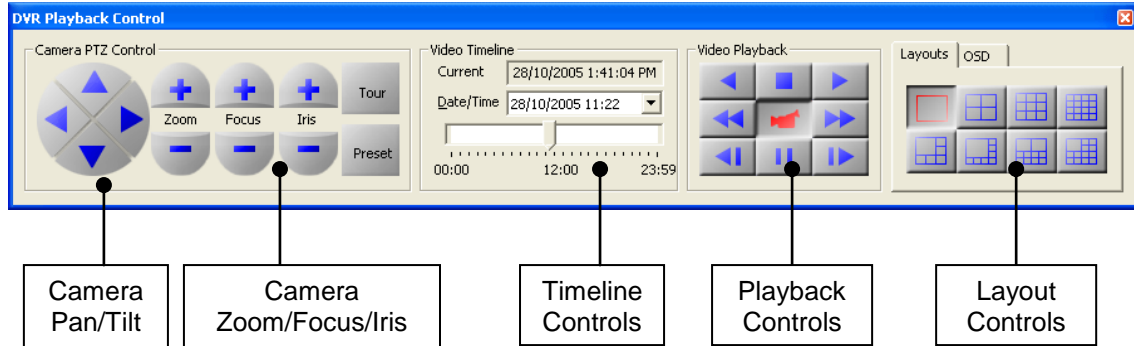 DVR Playback Control
Camera PTZ Control
Zoom
Focus
Iris
Tour
Preset
Video Timeline
Current
28/10/2005 1:41:04 PM
Date/Time
28/10/2005 11:22
00:00
12:00
23:59
Video Playback
Layouts
OSD
Camera
Pan/Tilt
Camera
Zoom/Focus/Iris
Timeline
Controls
Playback
Controls
Layout
Controls